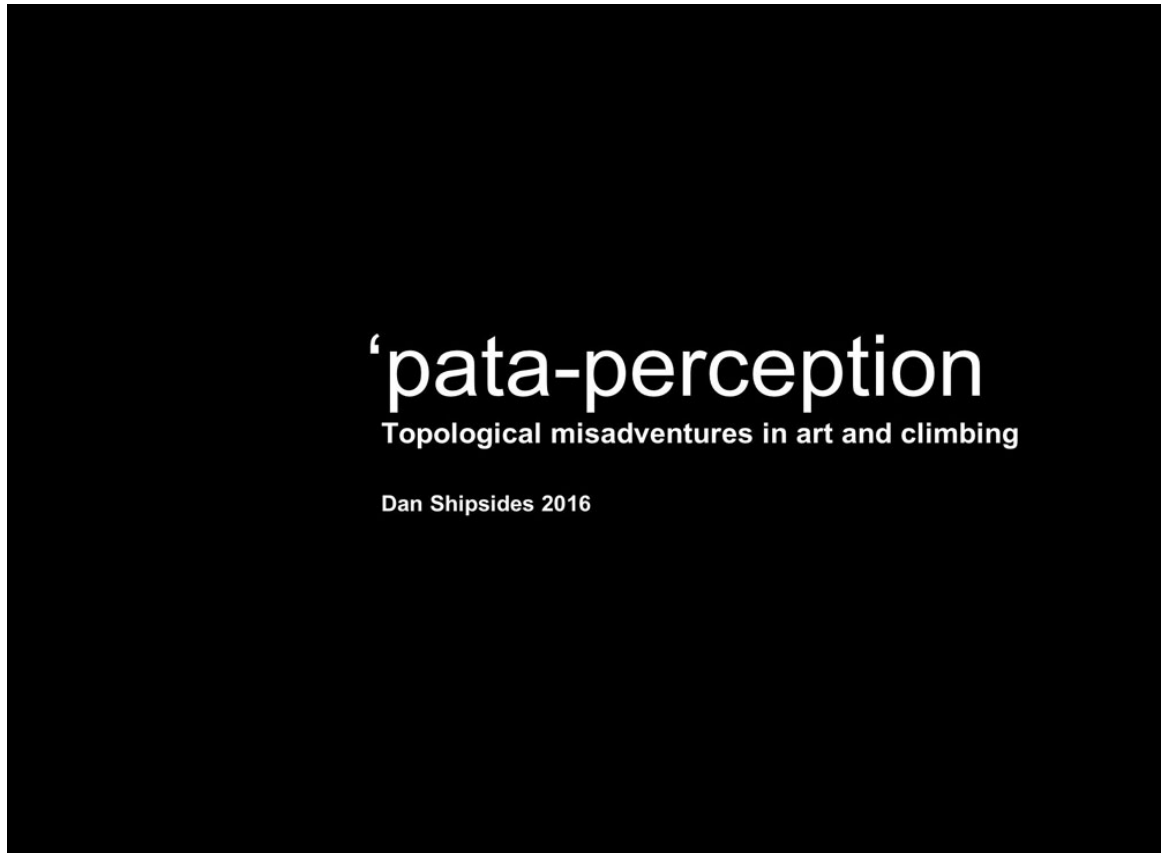 ‘pata-perception
Topological misadventures in art and climbing
Dan Shipsides 2016